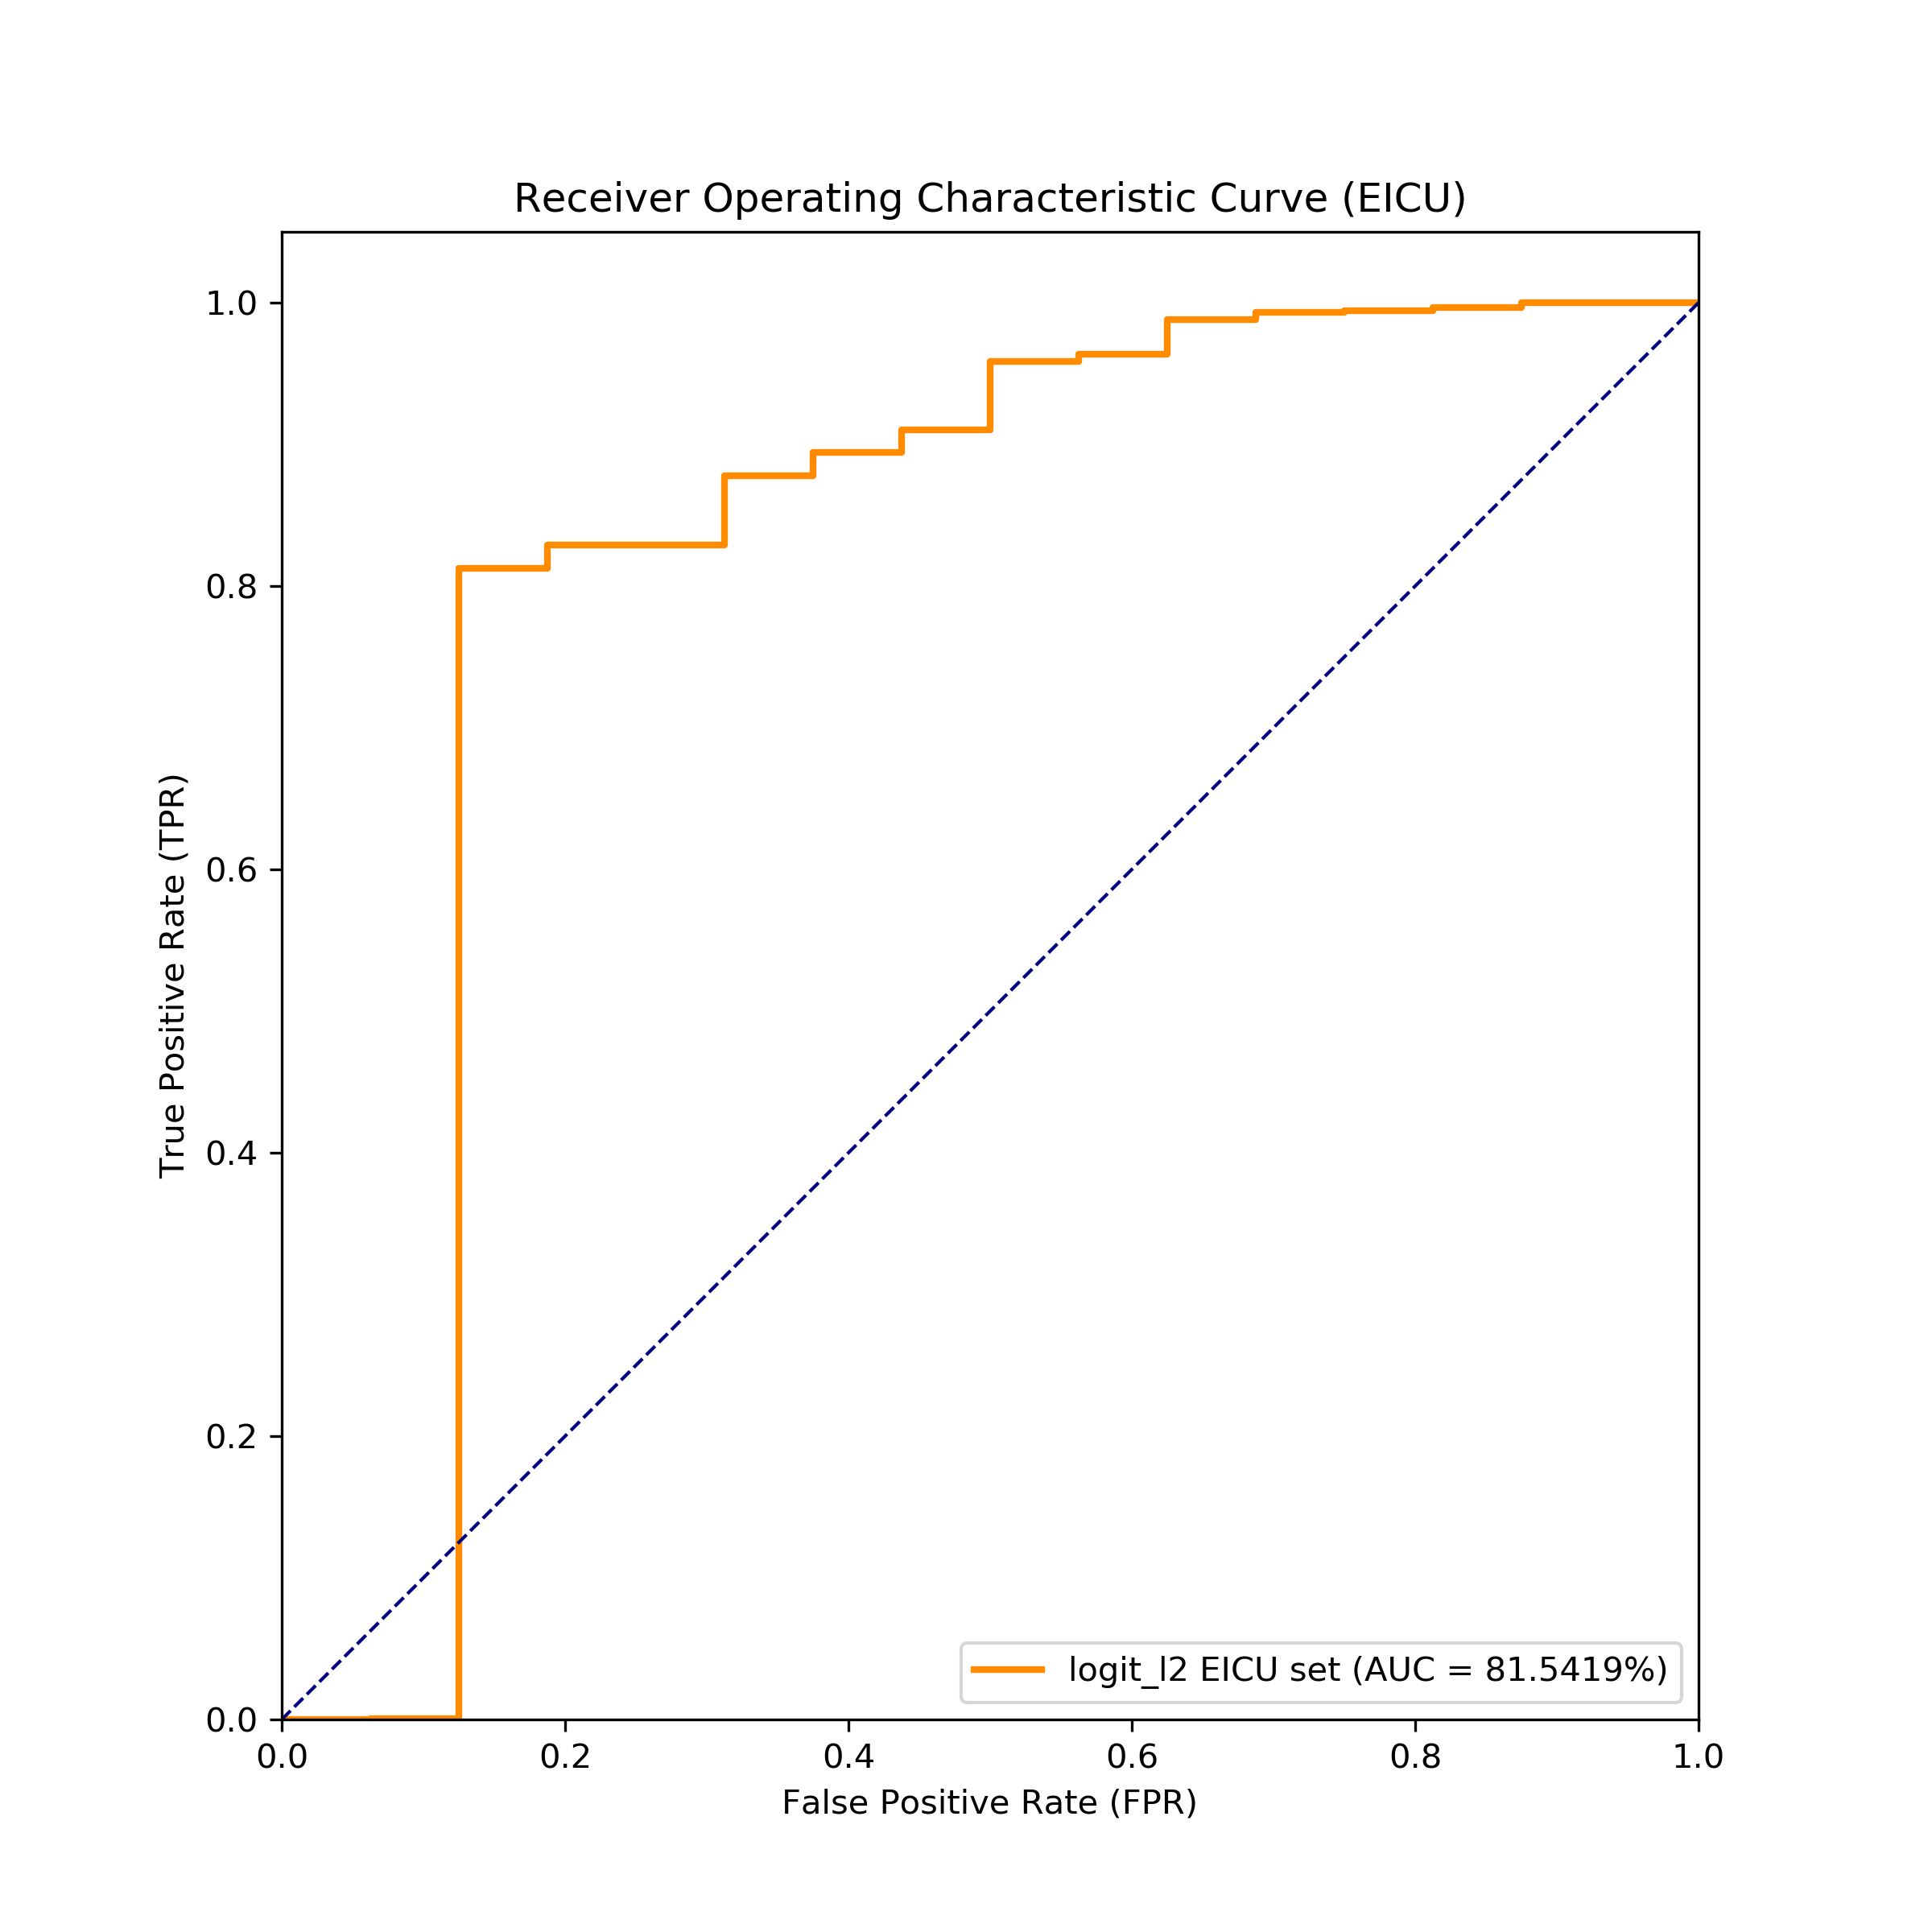 Receiver Operating Characteristic Curve (EICU)
True Positive Rate (TPR)
1.0
0.8
0.6
0.4
0.2
0.0
logit_l2 EICU set (AUC = 81.5419%)
0.0 0.2 0.4 0.6 0.8 1.0
False Positive Rate (FPR)